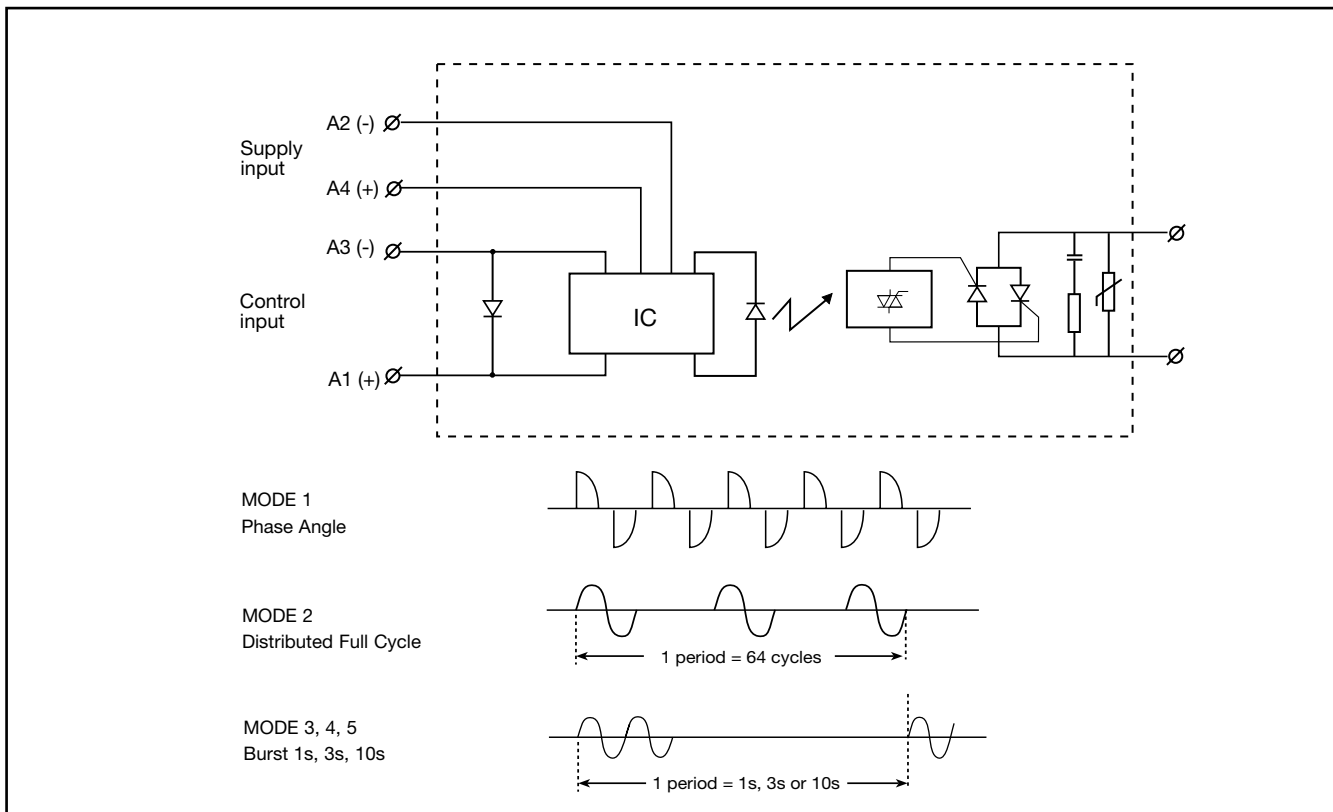 A2 (-)
Supply
input
A4 (+)
A3 (-)
Control
input
IC
A1 (+)
MODE 1
Phase Angle
MODE 2
Distributed Full Cycle
1 period = 64 cycles
MODE 3, 4, 5
Burst 1s, 3s, 10s
1 period = 1s, 3s or 10s